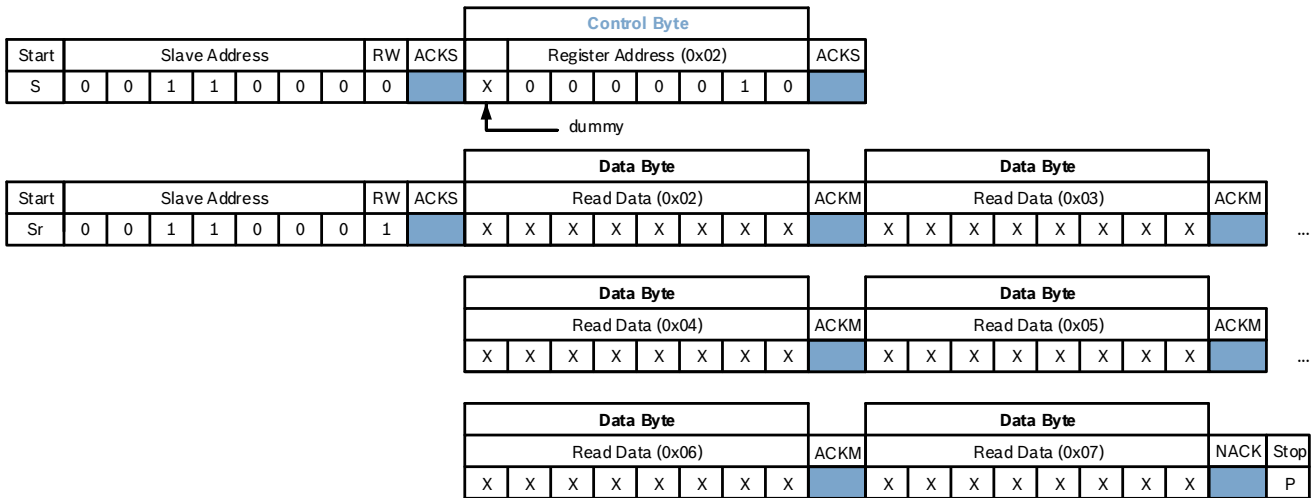 Control Byte
Start Slave Address RW ACKS Register Address (0x02) ACKS
S 0 0 1 1 0 0 0 0 X 0 0 0 0 0 1 0
dummy
Data Byte Data Byte
Start Slave Address RW ACKS Read Data (0x02) ACKM Read Data (0x03) ACKM
Sr 0 0 1 1 0 0 0 1 X X X X X X X X X X X X X X X X ...
Data Byte Data Byte
Read Data (0x04) ACKM Read Data (0x05) ACKM
X X X X X X X X X X X X X X X X ...
Data Byte Data Byte
Read Data (0x06) ACKM Read Data (0x07) NACK Stop
X X X X X X X X X X X X X X X X P